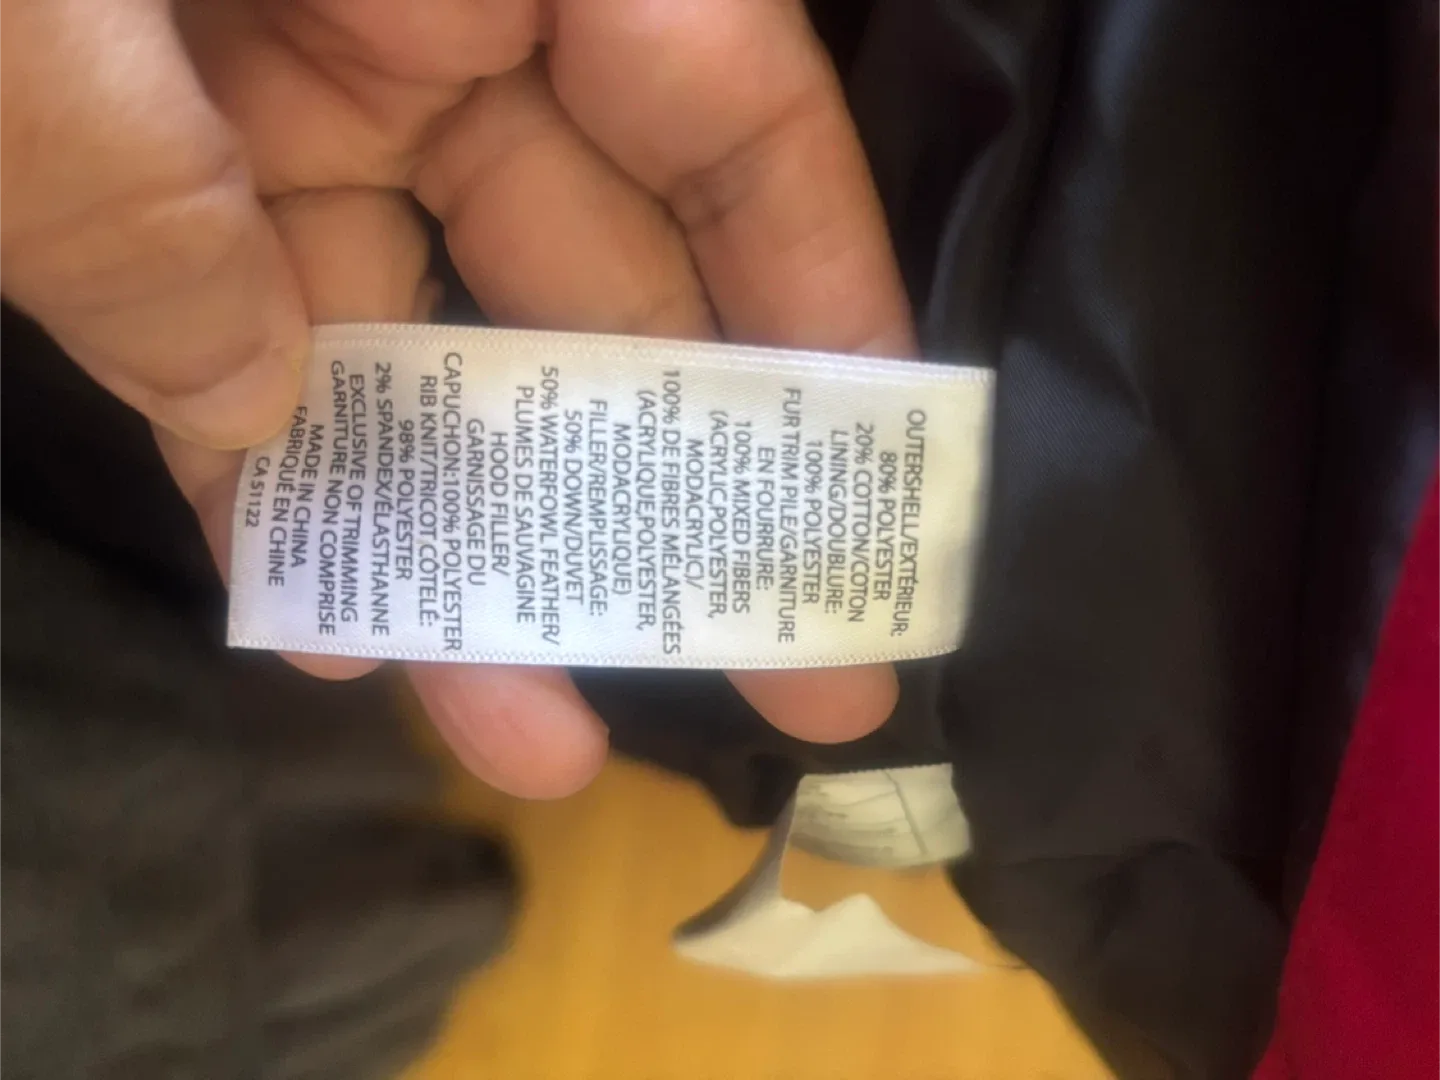 OUTERSHELL/EXTÉRIEUR:
80% POLYESTER
20% COTTON/COTON
LINING/DOUBLURE:
100% POLYESTER
FUR TRIM PILE/GARNITURE
EN FOURRURE:
100% MIXED FIBERS
(ACRYLIC,POLYESTER,
MODACRYLIC)/
100% DE FIBRES MÉLANGÉES
(ACRYLIQUE,POLYESTER,
MODACRYLIQUE)
FILLER/REMPLISSAGE:
50% DOWN/DUVET
50% WATERFOWL FEATHER/
PLUMES DE SAUVAGINE
HOOD FILLER/
GARNISSAGE DU
CAPUCHON:100% POLYESTER
RIB KNIT/TRICOT CÔTELÉ:
98% POLYESTER
2% SPANDEX/ÉLASTHANNE
EXCLUSIVE OF TRIMMING
GARNITURE NON COMPRISE
MADE IN CHINA
FABRIQUÉ EN CHINE
CA 51122